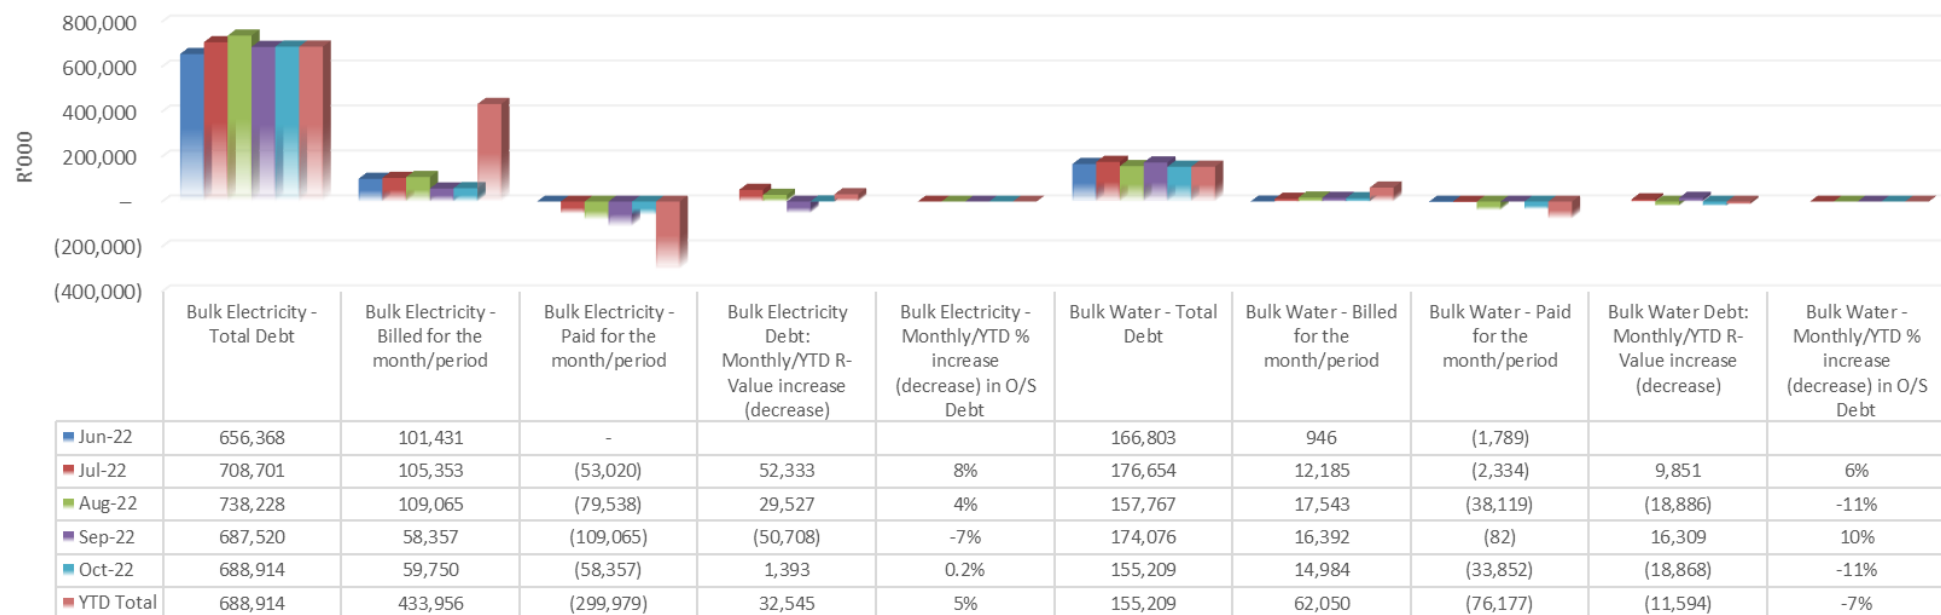 800,000
600,000
400,000
200,000
–
(200,000)
(400,000)
R'000
Bulk Electricity -
Total Debt
Bulk Electricity -
Billed for the
month/period
Bulk Electricity -
Paid for the
month/period
Bulk Electricity
Debt:
Monthly/YTD R-
Value increase
(decrease)
Bulk Electricity -
Monthly/YTD %
increase
(decrease) in O/S
Debt
Bulk Water - Total
Debt
Bulk Water - Billed
for the
month/period
Bulk Water - Paid
for the
month/period
Bulk Water Debt:
Monthly/YTD R-
Value increase
(decrease)
Bulk Water -
Monthly/YTD %
increase
(decrease) in O/S
Debt
Jun-22 656,368 101,431 - 166,803 946 (1,789)
Jul-22 708,701 105,353 (53,020) 52,333 8% 176,654 12,185 (2,334) 9,851 6%
Aug-22 738,228 109,065 (79,538) 29,527 4% 157,767 17,543 (38,119) (18,886) -11%
Sep-22 687,520 58,357 (109,065) (50,708) -7% 174,076 16,392 (82) 16,309 10%
Oct-22 688,914 59,750 (58,357) 1,393 0.2% 155,209 14,984 (33,852) (18,868) -11%
YTD Total 688,914 433,956 (299,979) 32,545 5% 155,209 62,050 (76,177) (11,594) -7%